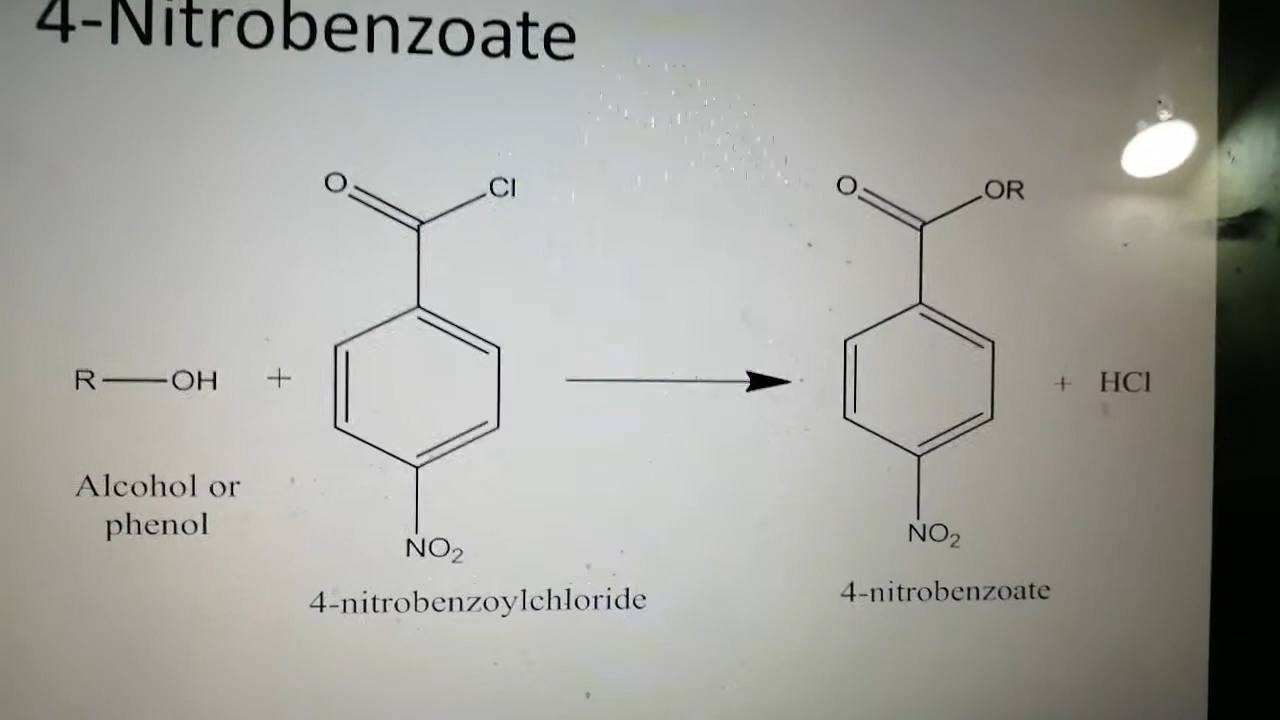 4-Nitrobenzoate
O
Cl
O
OR
R—OH
+
+ HCl
Alcohol or
phenol
NO₂
NO₂
4-nitrobenzoylchloride
4-nitrobenzoate